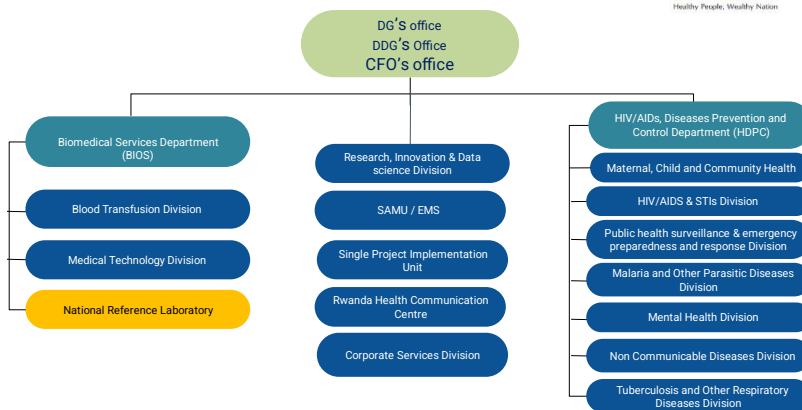 Healthy People, Wealthy Nation
DG's office
DDG's Office
CFO's office
Biomedical Services Department
(BIOS)
Blood Transfusion Division
Medical Technology Division
National Reference Laboratory
Research, Innovation & Data
science Division
SAMU / EMS
Single Project Implementation
Unit
Rwanda Health Communication
Centre
Corporate Services Division
HIV/AIDs, Diseases Prevention and
Control Department (HDPC)
Maternal, Child and Community Health
HIV/AIDS & STIs Division
Public health surveillance & emergency
preparedness and response Division
Malaria and Other Parasitic Diseases
Division
Mental Health Division
Non Communicable Diseases Division
Tuberculosis and Other Respiratory
Diseases Division